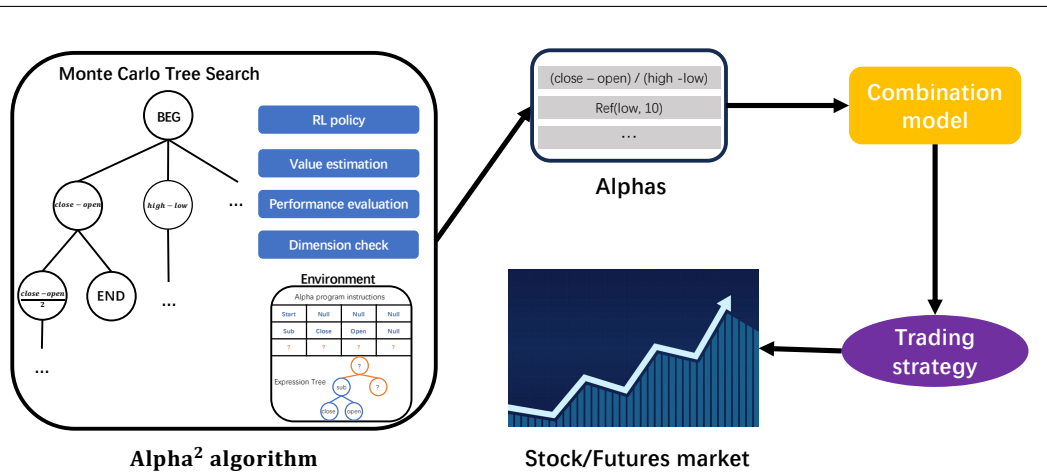 Monte Carlo Tree Search
BEG
close − open
high − low
...
close−open
2
END
...
...
RL policy
Value estimation
Performance evaluation
Dimension check
Environment
Alpha program instructions
Start Null Null Null
Sub Close Open Null
? ? ? ?
Expression Tree
?
sub
?
close
open
Alpha² algorithm
(close – open) / (high -low)
Ref(low, 10)
...
Alphas
Combination
model
Trading
strategy
Stock/Futures market